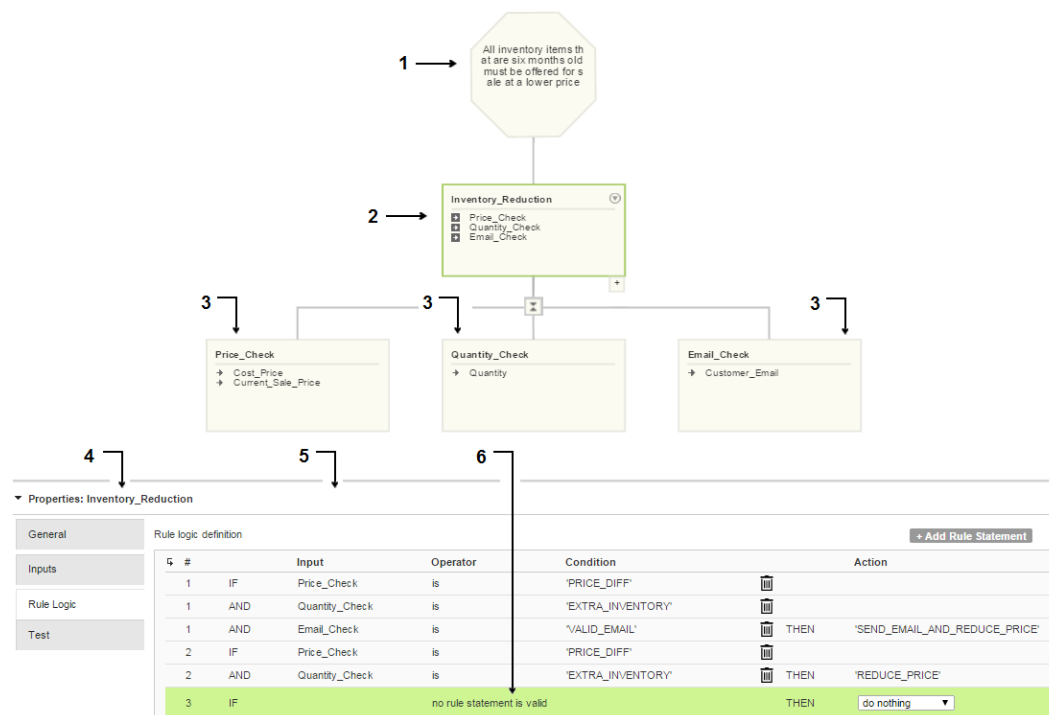 1
All inventory items th
at are six months old
must be offered for s
ale at a lower price
2
Inventory_Reduction
Price_Check
Quantity_Check
Email_Check
+
3
3
3
Price_Check
Cost_Price
Current_Sale_Price
Quantity_Check
Quantity
Email_Check
Customer_Email
4
5
6
Properties: Inventory_Reduction
General
Inputs
Rule Logic
Test
Rule logic definition
+ Add Rule Statement
# Input Operator Condition Action
1 IF Price_Check is 'PRICE_DIFF'
1 AND Quantity_Check is 'EXTRA_INVENTORY'
1 AND Email_Check is 'VALID_EMAIL' THEN 'SEND_EMAIL_AND_REDUCE_PRICE'
2 IF Price_Check is 'PRICE_DIFF'
2 AND Quantity_Check is 'EXTRA_INVENTORY' THEN 'REDUCE_PRICE'
3 IF no rule statement is valid THEN do nothing